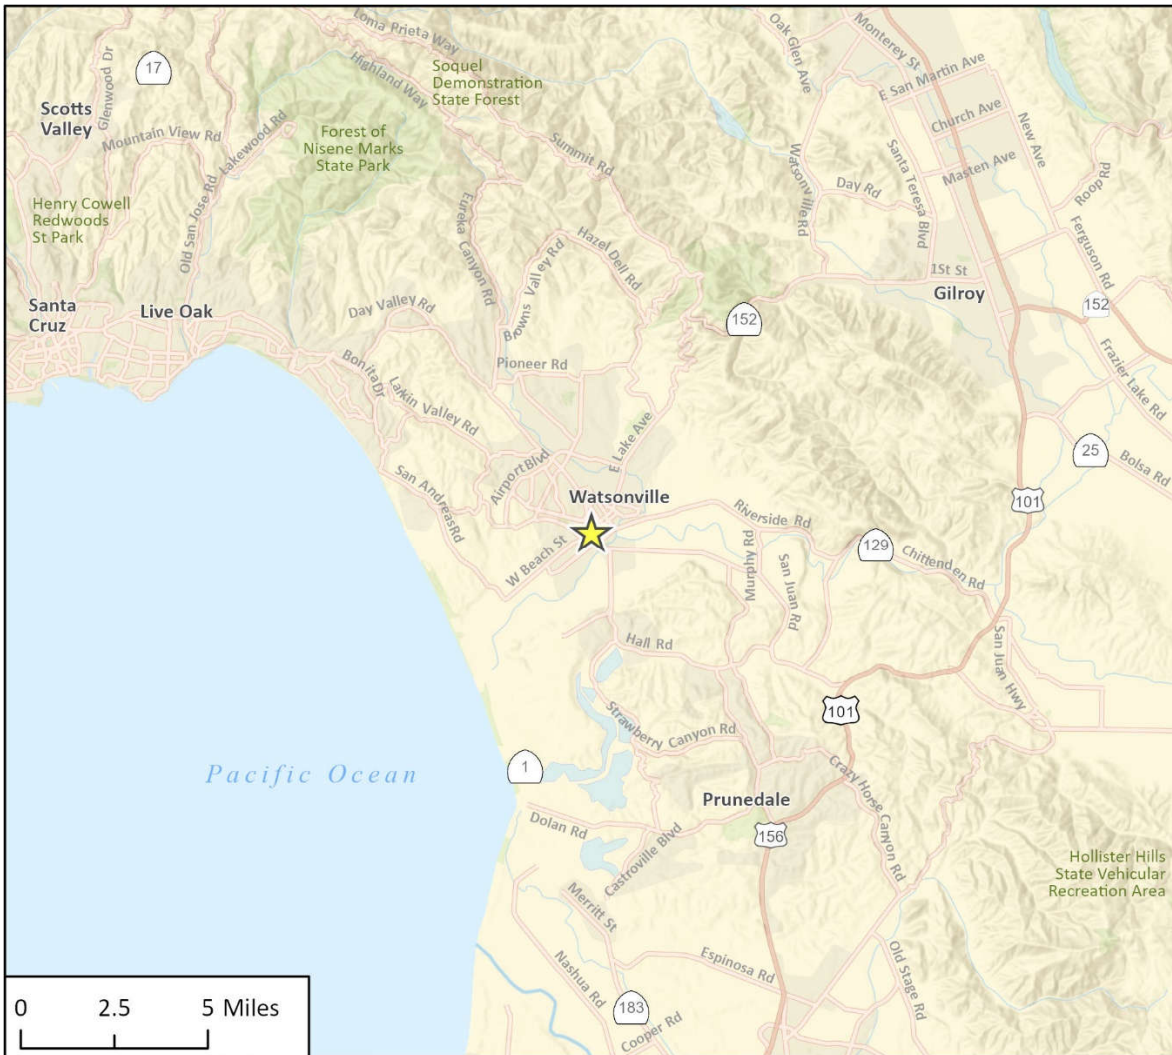 Loma Prieta Way
Highland Way
Soquel
Demonstration
State Forest
Oak Glen Ave
Monterey St
E San Martin Ave
Church Ave
Masten Ave
New Ave
Roop Rd
17
Glenwood Dr
Scotts
Valley
Mountain View Rd
Lakewood Rd
Forest of
Nisene Marks
State Park
Summit Rd
Watsonville Rd
Day Rd
Santa Teresa Blvd
Ferguson Rd
Henry Cowell
Redwoods
St Park
Old San Jose Rd
Eureka Canyon Rd
Browns Valley Rd
Hazel Dell Rd
1St St
Gilroy
Santa
Cruz
Live Oak
Day Valley Rd
152
152
Frazier Lake Rd
Bonita Dr
Larkin Valley Rd
Pioneer Rd
E Lake Ave
Airport Blvd
25
Bolsa Rd
San Andreas Rd
Watsonville
101
W Beach St
Riverside Rd
129
Chittenden Rd
Murphy Rd
San Juan Rd
Hall Rd
San Juan Hwy
101
Strawberry Canyon Rd
Pacific Ocean
1
Prunedale
Crazy Horse Canyon Rd
Dolan Rd
Castroville Blvd
156
Hollister Hills
State Vehicular
Recreation Area
Merritt St
Nashua Rd
Espinosa Rd
Old Stage Rd
183
Cooper Rd
0 2.5 5 Miles